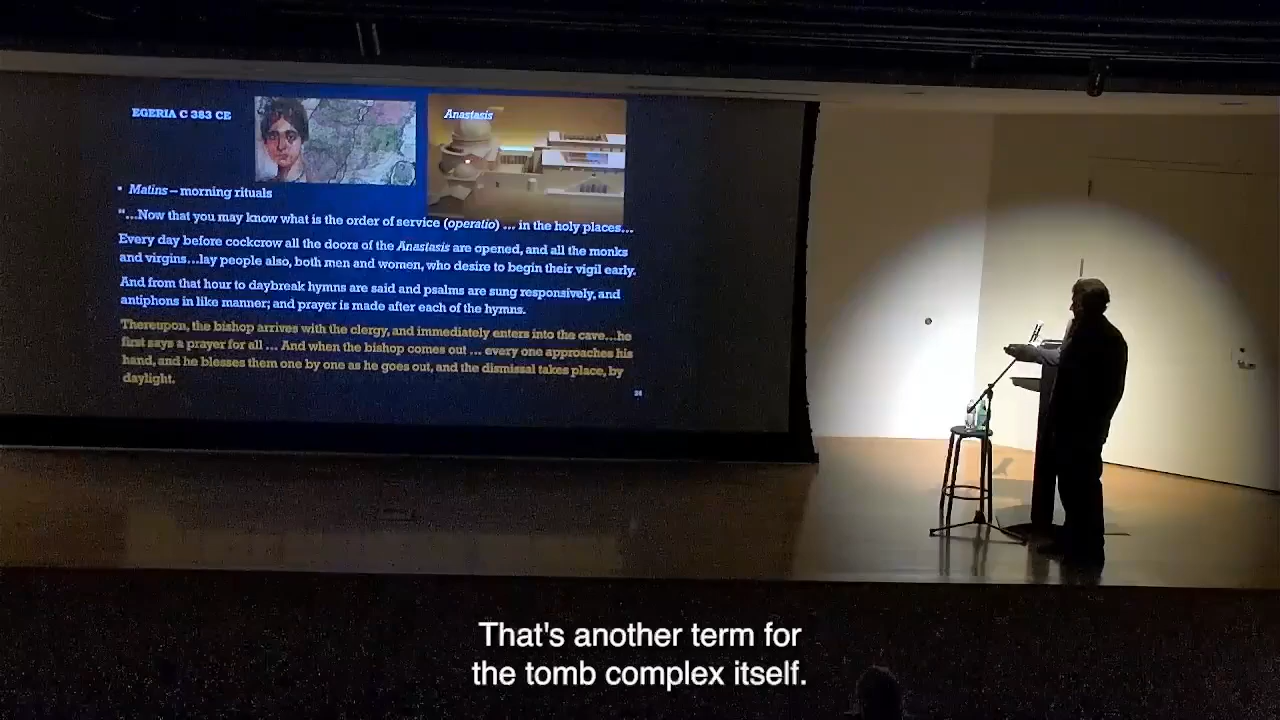 EGERIA C 383 CE
Anastasis
▪ Matins – morning rituals
"...Now that you may know what is the order of service (operatio) ... in the holy places...
Every day before cockcrow all the doors of the Anastasis are opened, and all the monks
and virgins...lay people also, both men and women, who desire to begin their vigil early.
And from that hour to daybreak hymns are said and psalms are sung responsively, and
antiphons in like manner; and prayer is made after each of the hymns.
Thereupon, the bishop arrives with the clergy, and immediately enters into the cave...he
first says a prayer for all ... And when the bishop comes out ... every one approaches his
hand, and he blesses them one by one as he goes out, and the dismissal takes place, by
daylight.
That's another term for
the tomb complex itself.